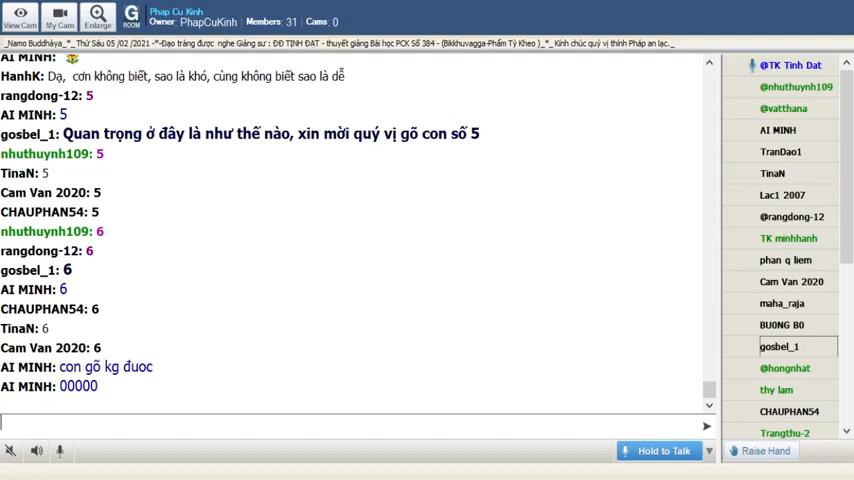 View Cam
My Cam
Enlarge
G
ROOM
Phap Cu Kinh
Owner: PhapCuKinh , Members: 31 | Cams: 0
_Namo Buddhàya_*_ Thứ Sáu 05 /02 /2021 -*-Đạo tràng được nghe Giảng sư : ĐĐ TỊNH ĐẠT - thuyết giảng Bài học PCK Số 384 - (Bikkhuvagga-Phẩm Tỳ Kheo )_*_ Kính chúc quý vị thính Pháp an lạc._
AI MINH:
HanhK: Dạ, cơn không biết, sao là khó, cùng không biết sao là dễ
rangdong-12: 5
AI MINH: 5
gosbel_1: Quan trọng ở đây là như thế nào, xin mời quý vị gõ con số 5
nhuthuynh109: 5
TinaN: 5
Cam Van 2020: 5
CHAUPHAN54: 5
nhuthuynh109: 6
rangdong-12: 6
gosbel_1: 6
AI MINH: 6
CHAUPHAN54: 6
TinaN: 6
Cam Van 2020: 6
AI MINH: con gõ kg đuoc
AI MINH: 00000
Hold to Talk
@TK Tinh Dat
@nhuthuynh109
@vatthana
AI MINH
TranDao1
TinaN
Lac1 2007
@rangdong-12
TK minhhanh
phan q liem
Cam Van 2020
maha_raja
BUONG BO
gosbel_1
@hongnhat
thy lam
CHAUPHAN54
Trangthu-2
Raise Hand